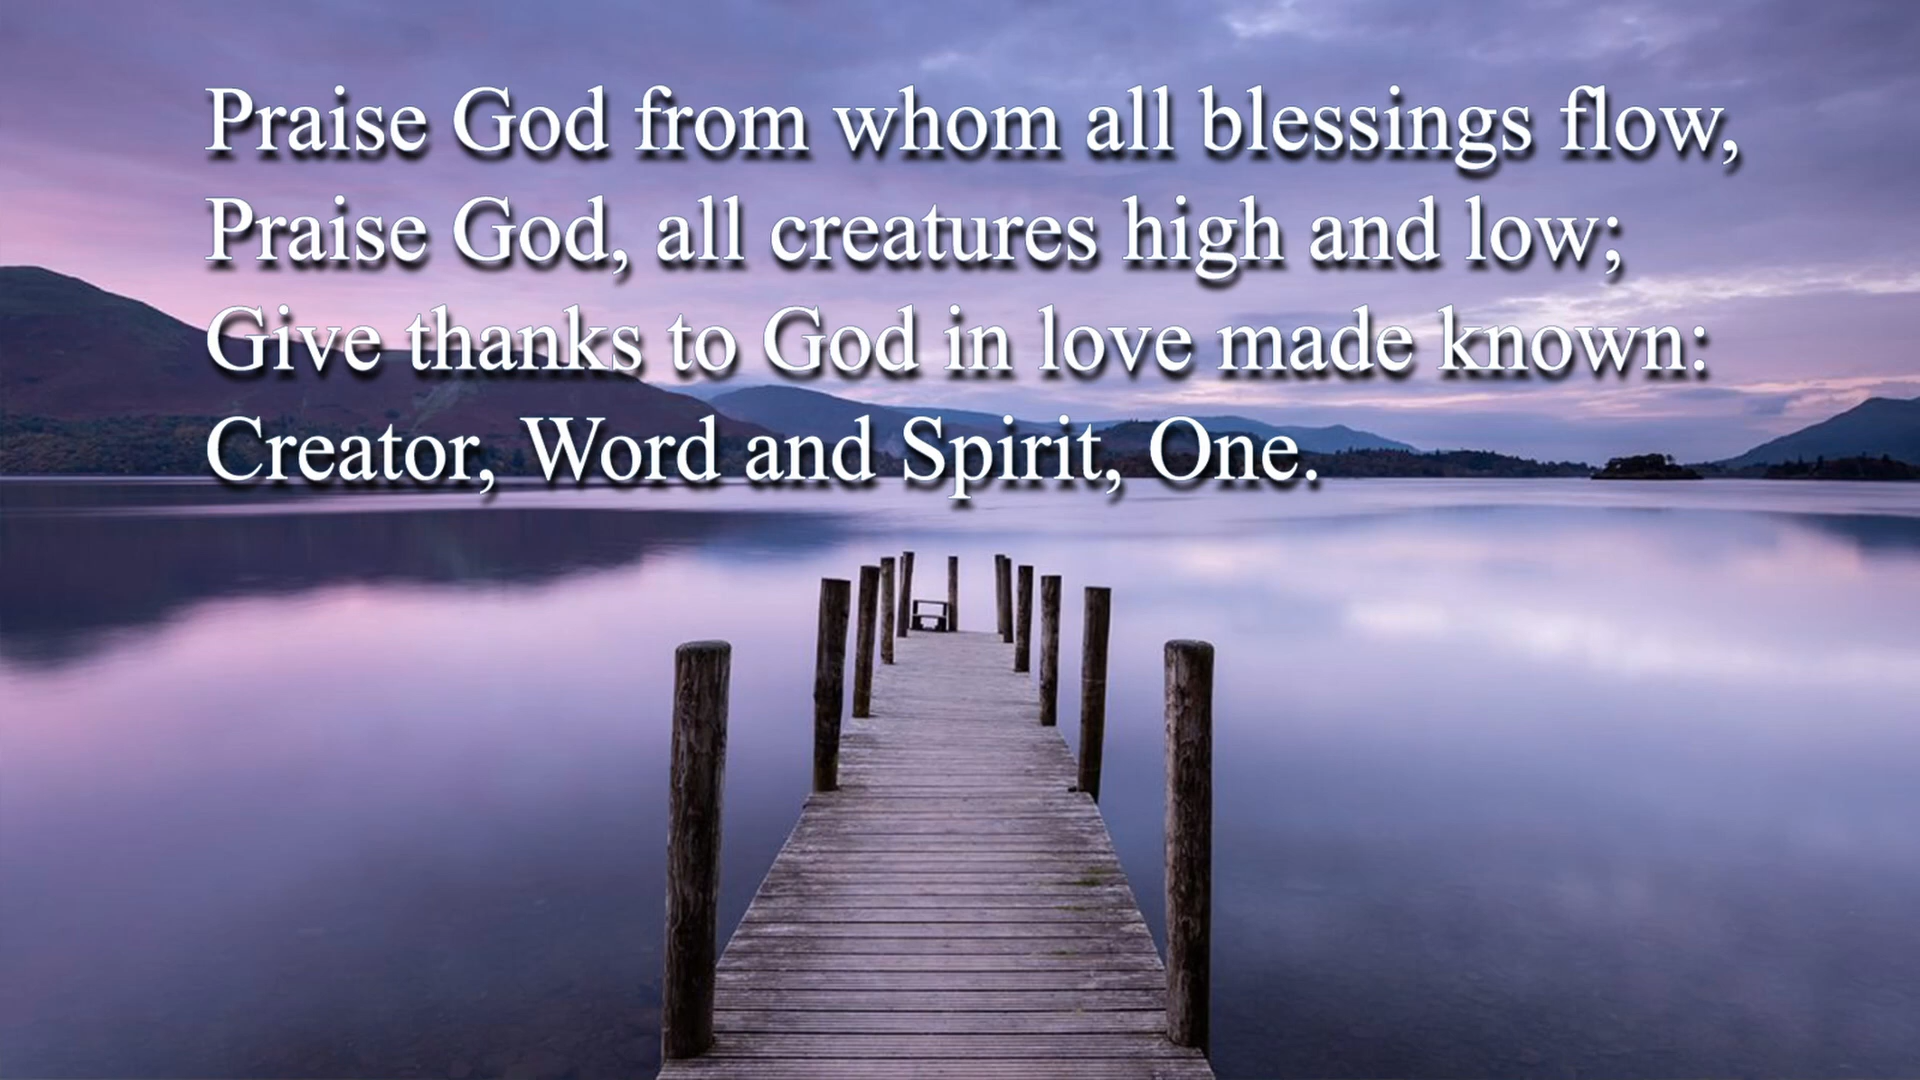 Praise God from whom all blessings flow,
Praise God, all creatures high and low;
Give thanks to God in love made known:
Creator, Word and Spirit, One.